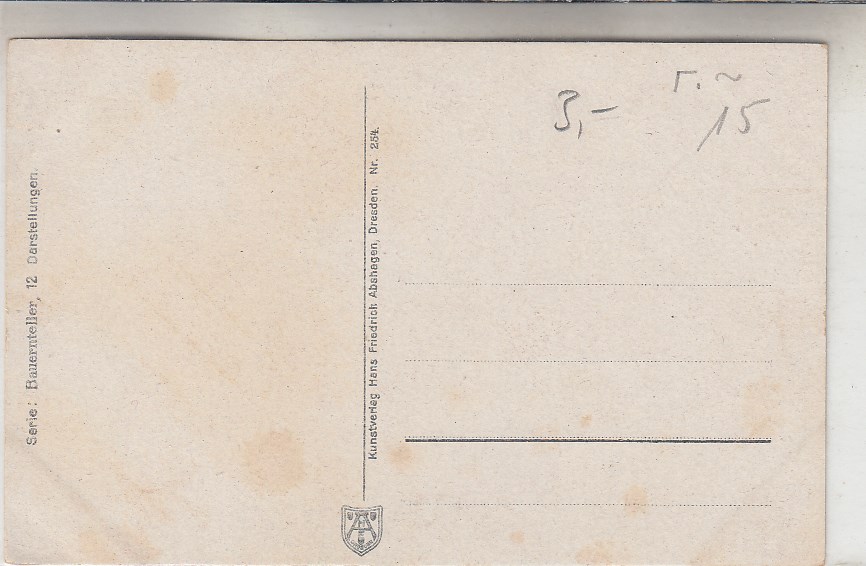 Serie: Bauernteller, 12 Darstellungen.
Kunstverlag Hans Friedrich Abshagen, Dresden. Nr. 254.
3,-
15